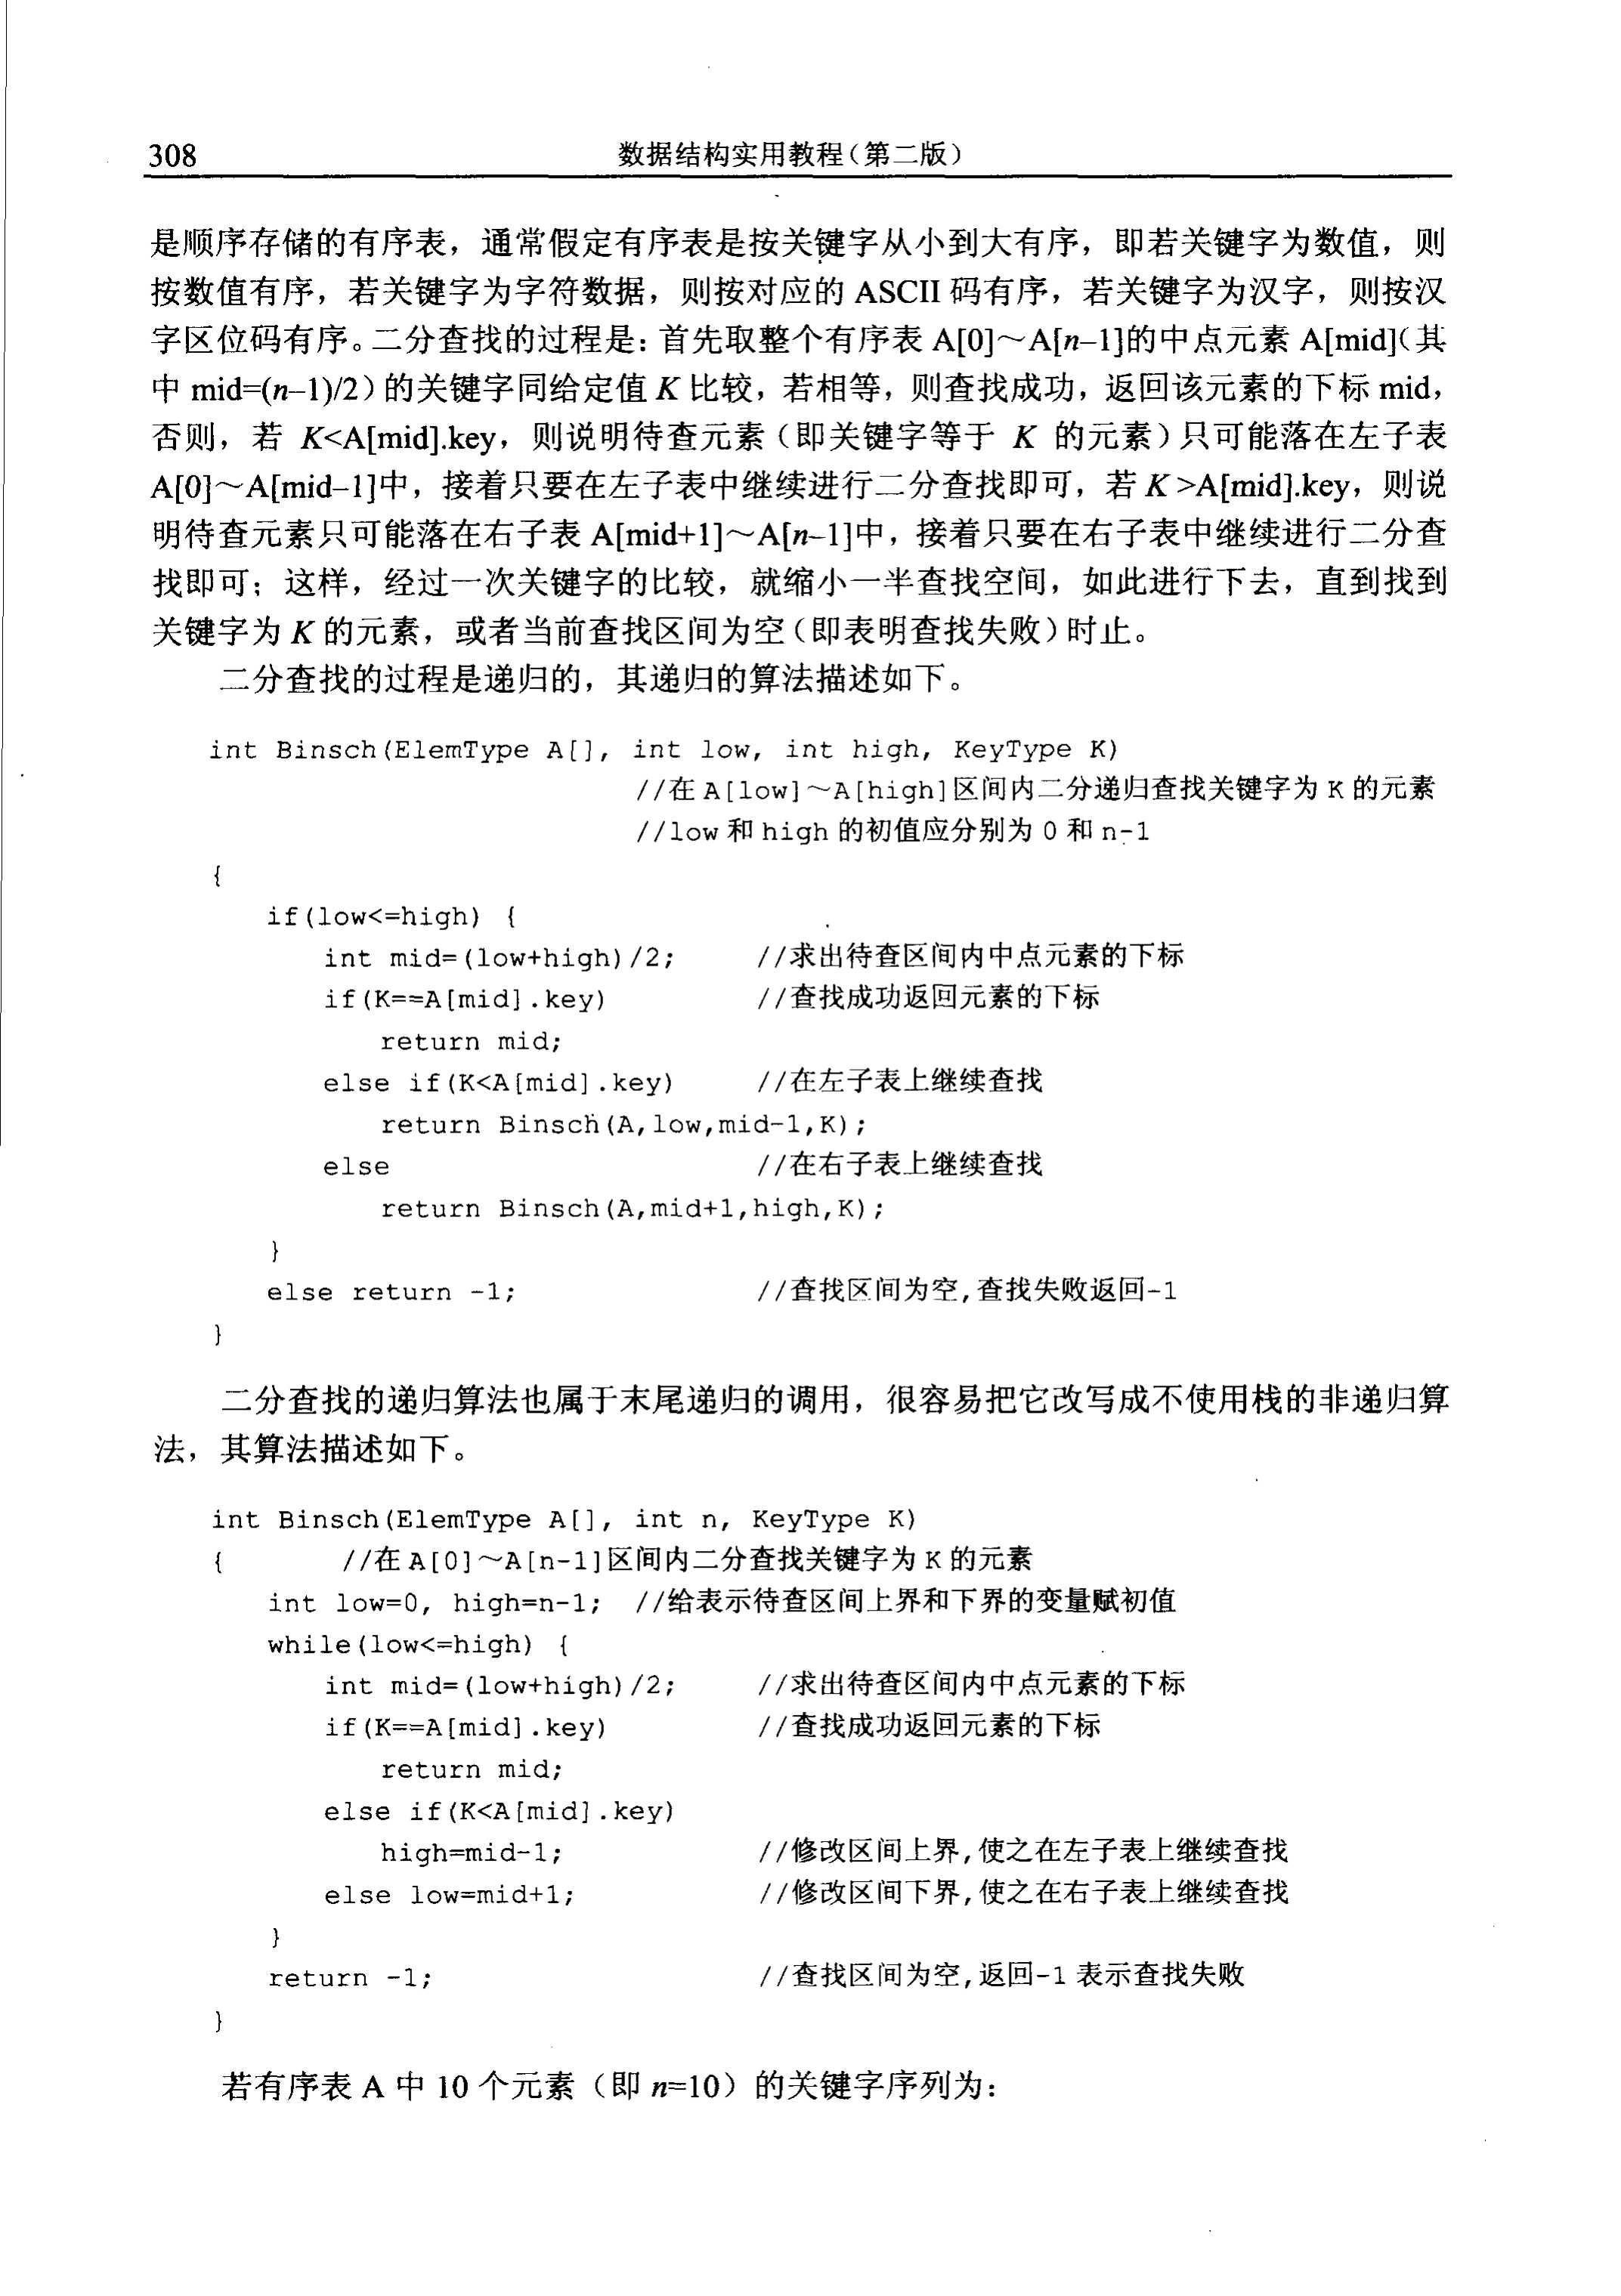 308
数据结构实用教程(第二版)
是顺序存储的有序表，通常假定有序表是按关键字从小到大有序，即若关键字为数值，则
按数值有序，若关键字为字符数据，则按对应的 ASCII 码有序，若关键字为汉字，则按汉
字区位码有序。二分查找的过程是：首先取整个有序表 A[0]～A[n–1]的中点元素 A[mid](其
中 mid=(n–1)/2)的关键字同给定值 K 比较，若相等，则查找成功，返回该元素的下标 mid，
否则，若 K<A[mid].key，则说明待查元素(即关键字等于 K 的元素)只可能落在左子表
A[0]～A[mid–1]中，接着只要在左子表中继续进行二分查找即可，若 K >A[mid].key，则说
明待查元素只可能落在右子表 A[mid+1]～A[n–1]中，接着只要在右子表中继续进行二分查
找即可；这样，经过一次关键字的比较，就缩小一半查找空间，如此进行下去，直到找到
关键字为 K 的元素，或者当前查找区间为空(即表明查找失败)时止。
二分查找的过程是递归的，其递归的算法描述如下。
int Binsch(ElemType A[], int low, int high, KeyType K)
//在 A[low]～A[high]区间内二分递归查找关键字为 K 的元素
//low 和 high 的初值应分别为 0 和 n-1
{
if(low<=high) {
int mid=(low+high)/2; //求出待查区间内中点元素的下标
if(K==A[mid].key) //查找成功返回元素的下标
return mid;
else if(K<A[mid].key) //在左子表上继续查找
return Binsch(A,low,mid-1,K);
else //在右子表上继续查找
return Binsch(A,mid+1,high,K);
}
else return -1; //查找区间为空,查找失败返回-1
}
二分查找的递归算法也属于末尾递归的调用，很容易把它改写成不使用栈的非递归算
法，其算法描述如下。
int Binsch(ElemType A[], int n, KeyType K)
{ //在 A[0]～A[n-1]区间内二分查找关键字为 K 的元素
int low=0, high=n-1; //给表示待查区间上界和下界的变量赋初值
while(low<=high) {
int mid=(low+high)/2; //求出待查区间内中点元素的下标
if(K==A[mid].key) //查找成功返回元素的下标
return mid;
else if(K<A[mid].key)
high=mid-1; //修改区间上界,使之在左子表上继续查找
else low=mid+1; //修改区间下界,使之在右子表上继续查找
}
return -1; //查找区间为空,返回-1 表示查找失败
}
若有序表 A 中 10 个元素（即 n=10）的关键字序列为：